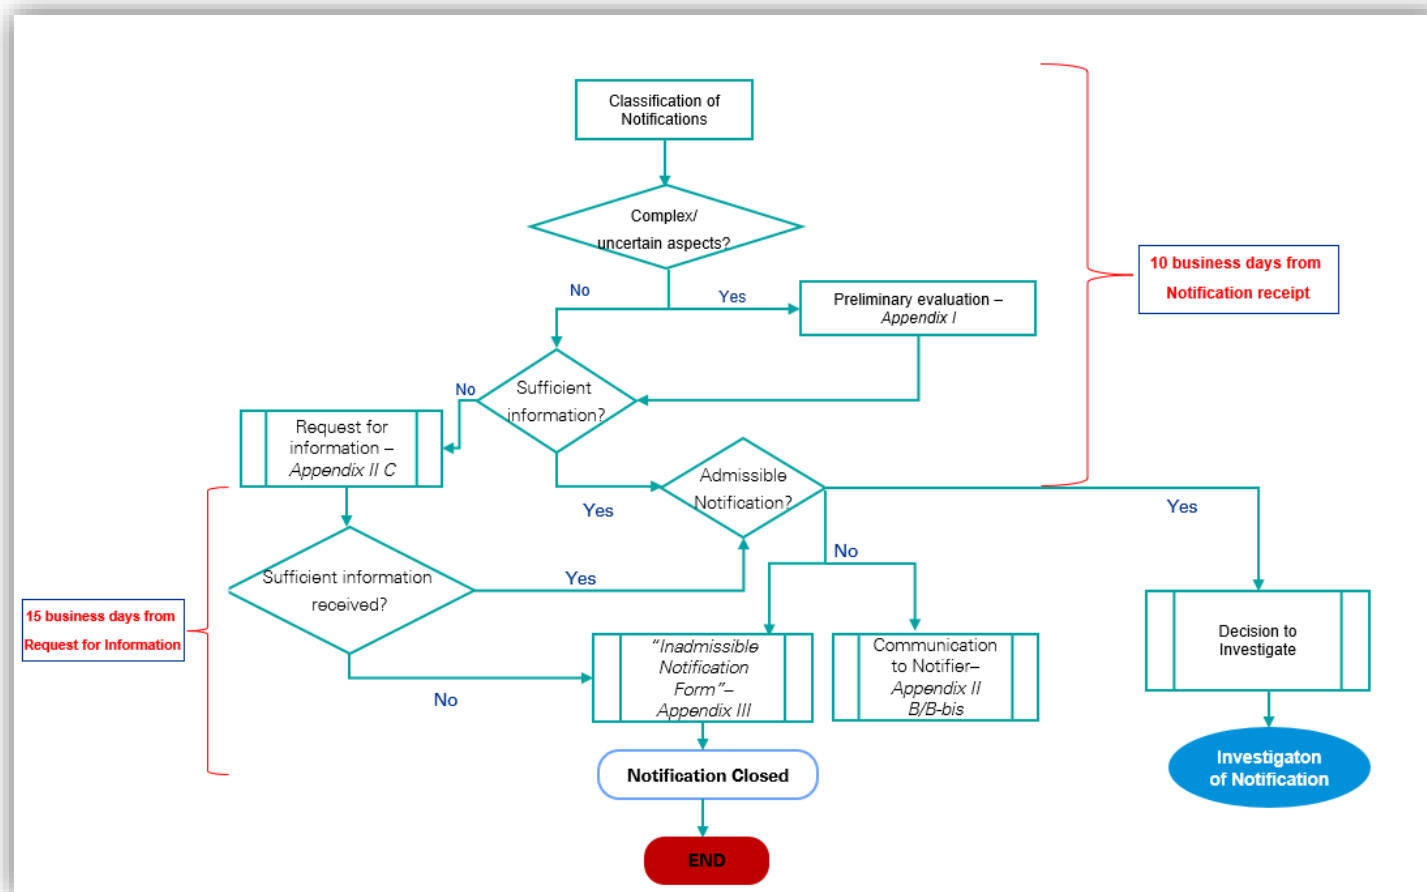 Classification of
Notifications
Complex/
uncertain aspects?
No
Yes
Preliminary evaluation –
Appendix I
10 business days from
Notification receipt
Sufficient
information?
No
Request for
information –
Appendix II C
Yes
Admissible
Notification?
Yes
No
Sufficient information
received?
Yes
15 business days from
Request for Information
No
“Inadmissible
Notification
Form”–
Appendix III
Communication
to Notifier–
Appendix II
B/B-bis
Decision to
Investigate
Notification Closed
Investigaton
of Notification
END